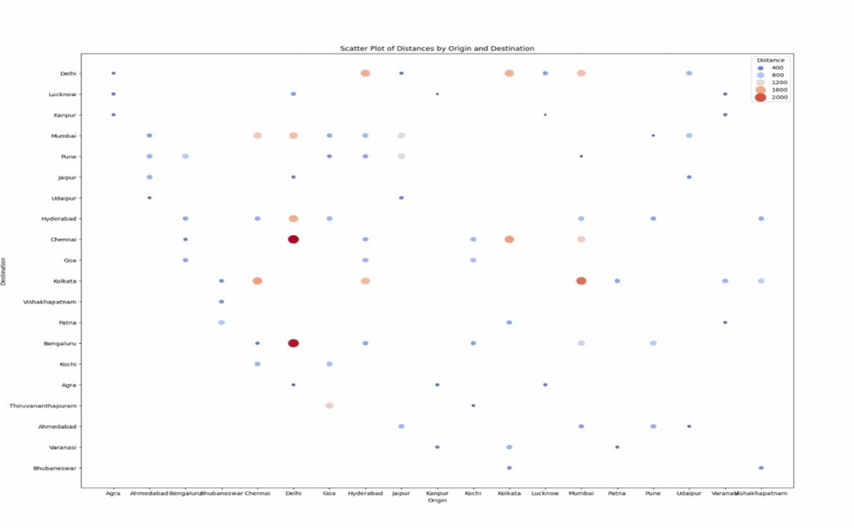 Scatter Plot of Distances by Origin and Destination
Distance
400
800
1200
1600
2000
Delhi
Lucknow
Kanpur
Mumbai
Pune
Jaipur
Udaipur
Hyderabad
Chennai
Goa
Kolkata
Vishakhapatnam
Patna
Bengaluru
Kochi
Agra
Thiruvananthapuram
Ahmedabad
Varanasi
Bhubaneswar
Destination
Agra Ahmedabad Bengaluru Bhubaneswar Chennai Delhi Goa Hyderabad Jaipur Kanpur Kochi Kolkata Lucknow Mumbai Patna Pune Udaipur Varanasi Vishakhapatnam
Origin